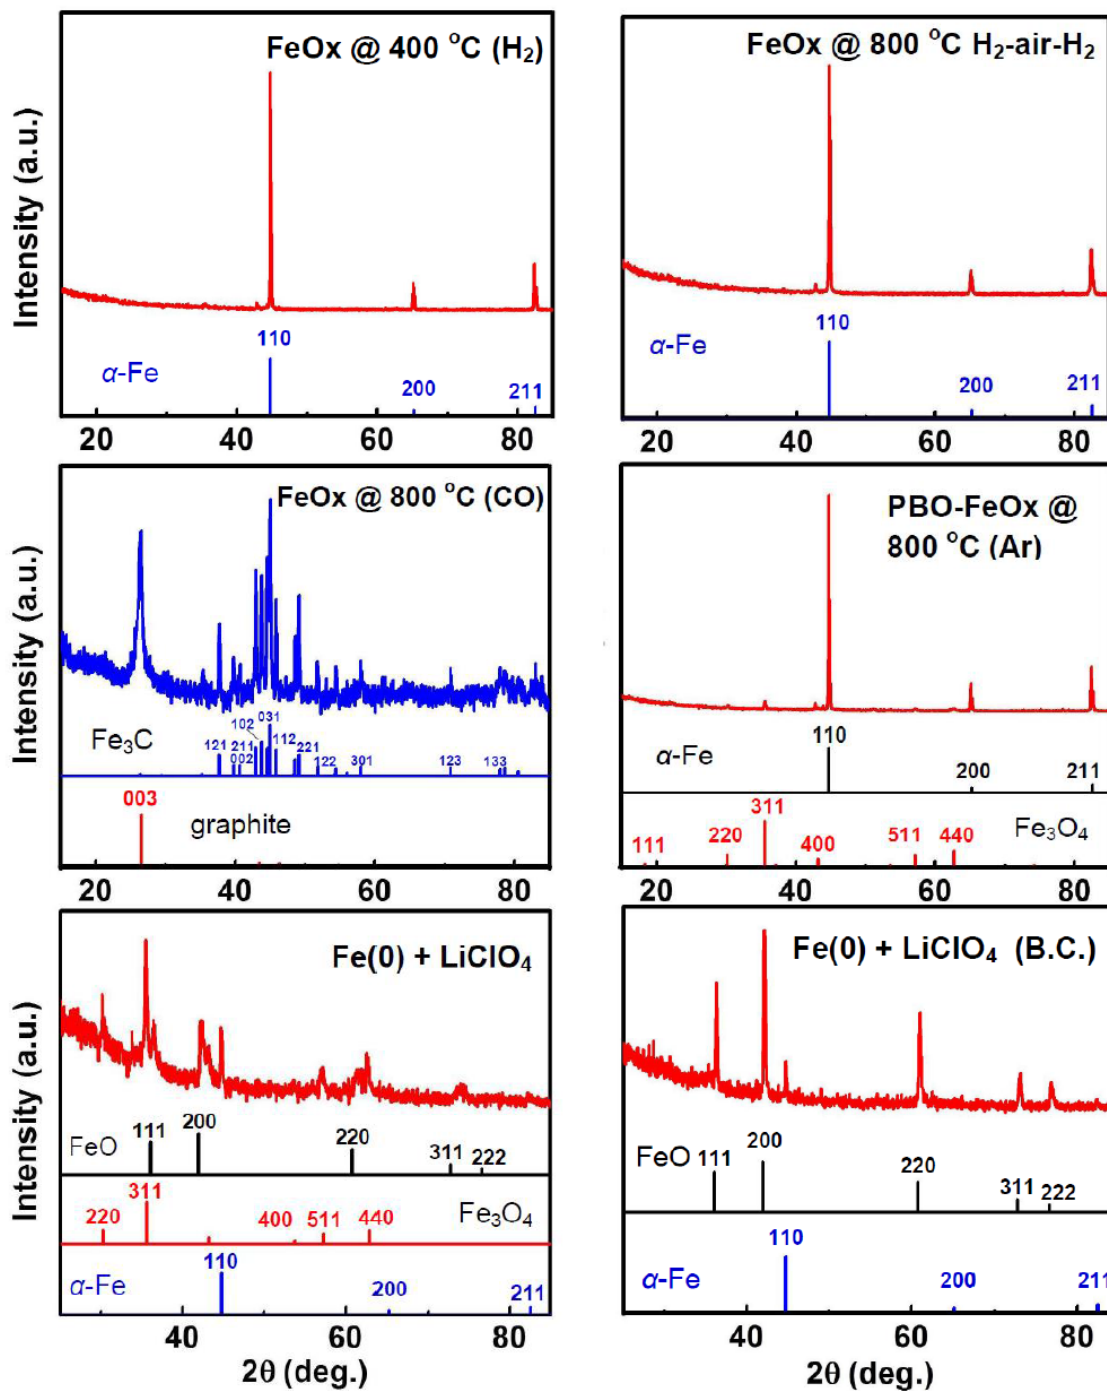 FeOx @ 400 °C (H₂)
Intensity (a.u.)
110
α-Fe
200
211
20 40 60 80
FeOx @ 800 °C H₂-air-H₂
110
α-Fe
200
211
20 40 60 80
FeOx @ 800 °C (CO)
Intensity (a.u.)
Fe₃C
121
102
211
002
031
112
221
122
301
123
133
003
graphite
20 40 60 80
PBO-FeOx @
800 °C (Ar)
α-Fe
110
200
211
Fe₃O₄
111
220
311
400
511
440
20 40 60 80
Fe(0) + LiClO₄
Intensity (a.u.)
FeO
111
200
220
311
222
Fe₃O₄
220
311
400
511
440
α-Fe
110
200
211
40 60 80
2θ (deg.)
Fe(0) + LiClO₄ (B.C.)
FeO
111
200
220
311
222
α-Fe
110
200
211
40 60 80
2θ (deg.)